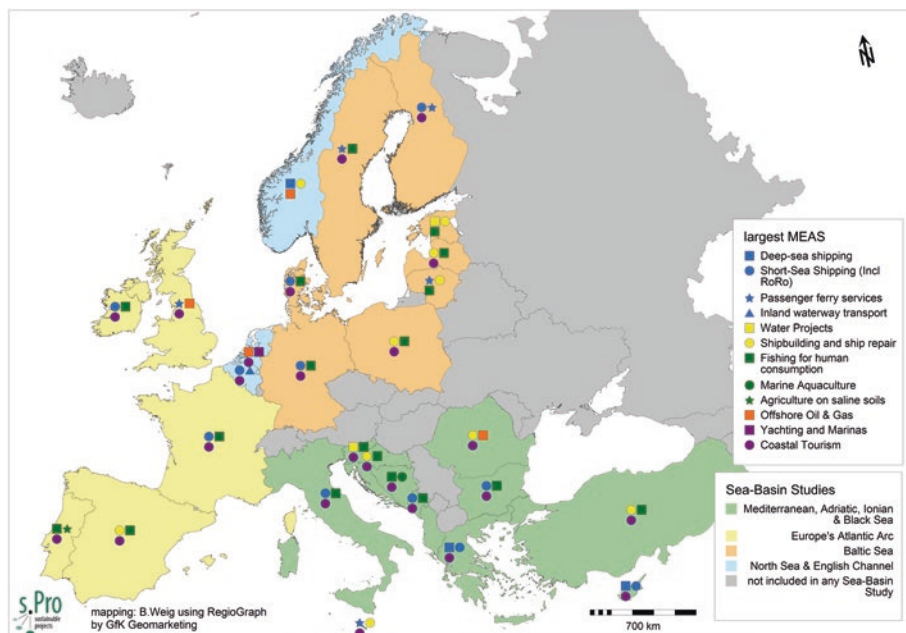 N
largest MEAS
Deep-sea shipping
Short-Sea Shipping (Incl
RoRo)
Passenger ferry services
Inland waterway transport
Water Projects
Shipbuilding and ship repair
Fishing for human
consumption
Marine Aquaculture
Agriculture on saline soils
Offshore Oil & Gas
Yachting and Marinas
Coastal Tourism
Sea-Basin Studies
Mediterranean, Adriatic, Ionian
& Black Sea
Europe's Atlantic Arc
Baltic Sea
North Sea & English Channel
not included in any Sea-Basin
Study
s.Pro
sustainable
projects
mapping: B.Weig using RegioGraph
by GfK Geomarketing
700 km